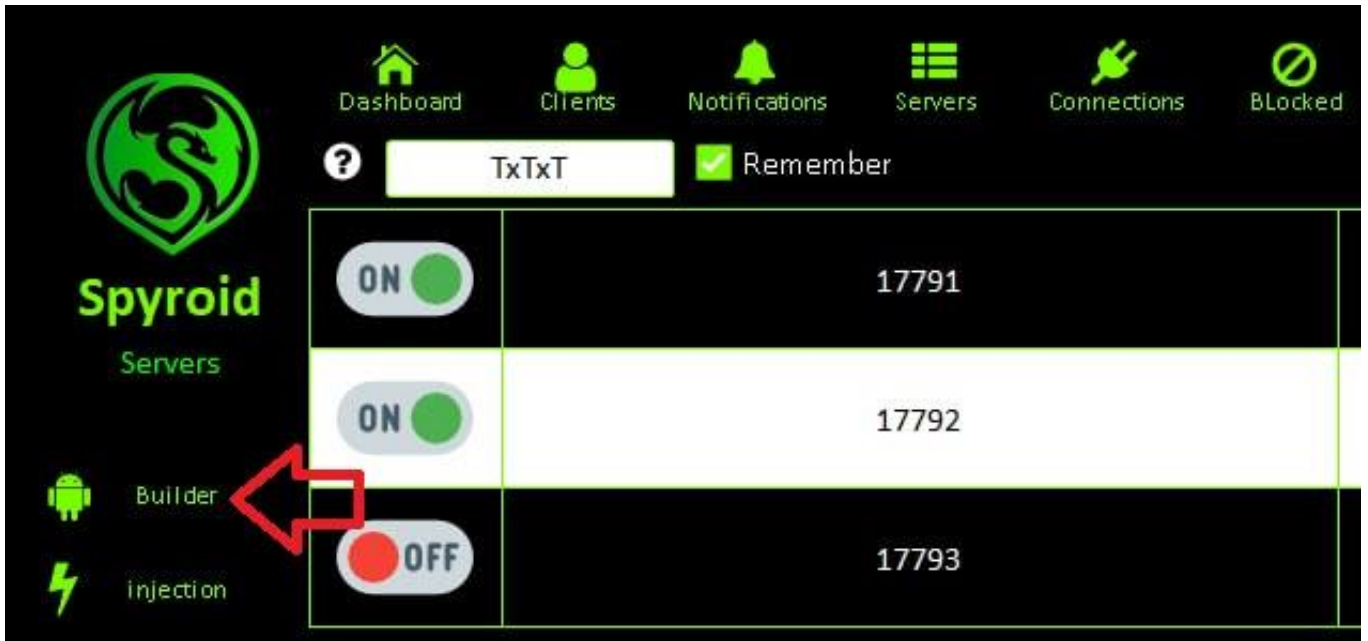 Dashboard Clients Notifications Servers Connections BLocked
? TxTxT Remember
ON 17791
Spyroid
Servers
ON 17792
Builder
OFF 17793
injection